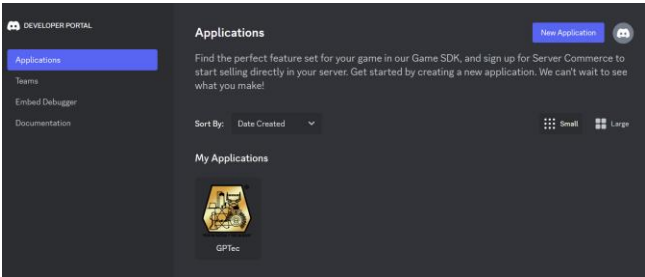 DEVELOPER PORTAL
Applications
Teams
Embed Debugger
Documentation
Applications
New Application
Find the perfect feature set for your game in our Game SDK, and sign up for Server Commerce to
start selling directly in your server. Get started by creating a new application. We can't wait to see
what you make!
Sort By: Date Created
Small
Large
My Applications
GPTec